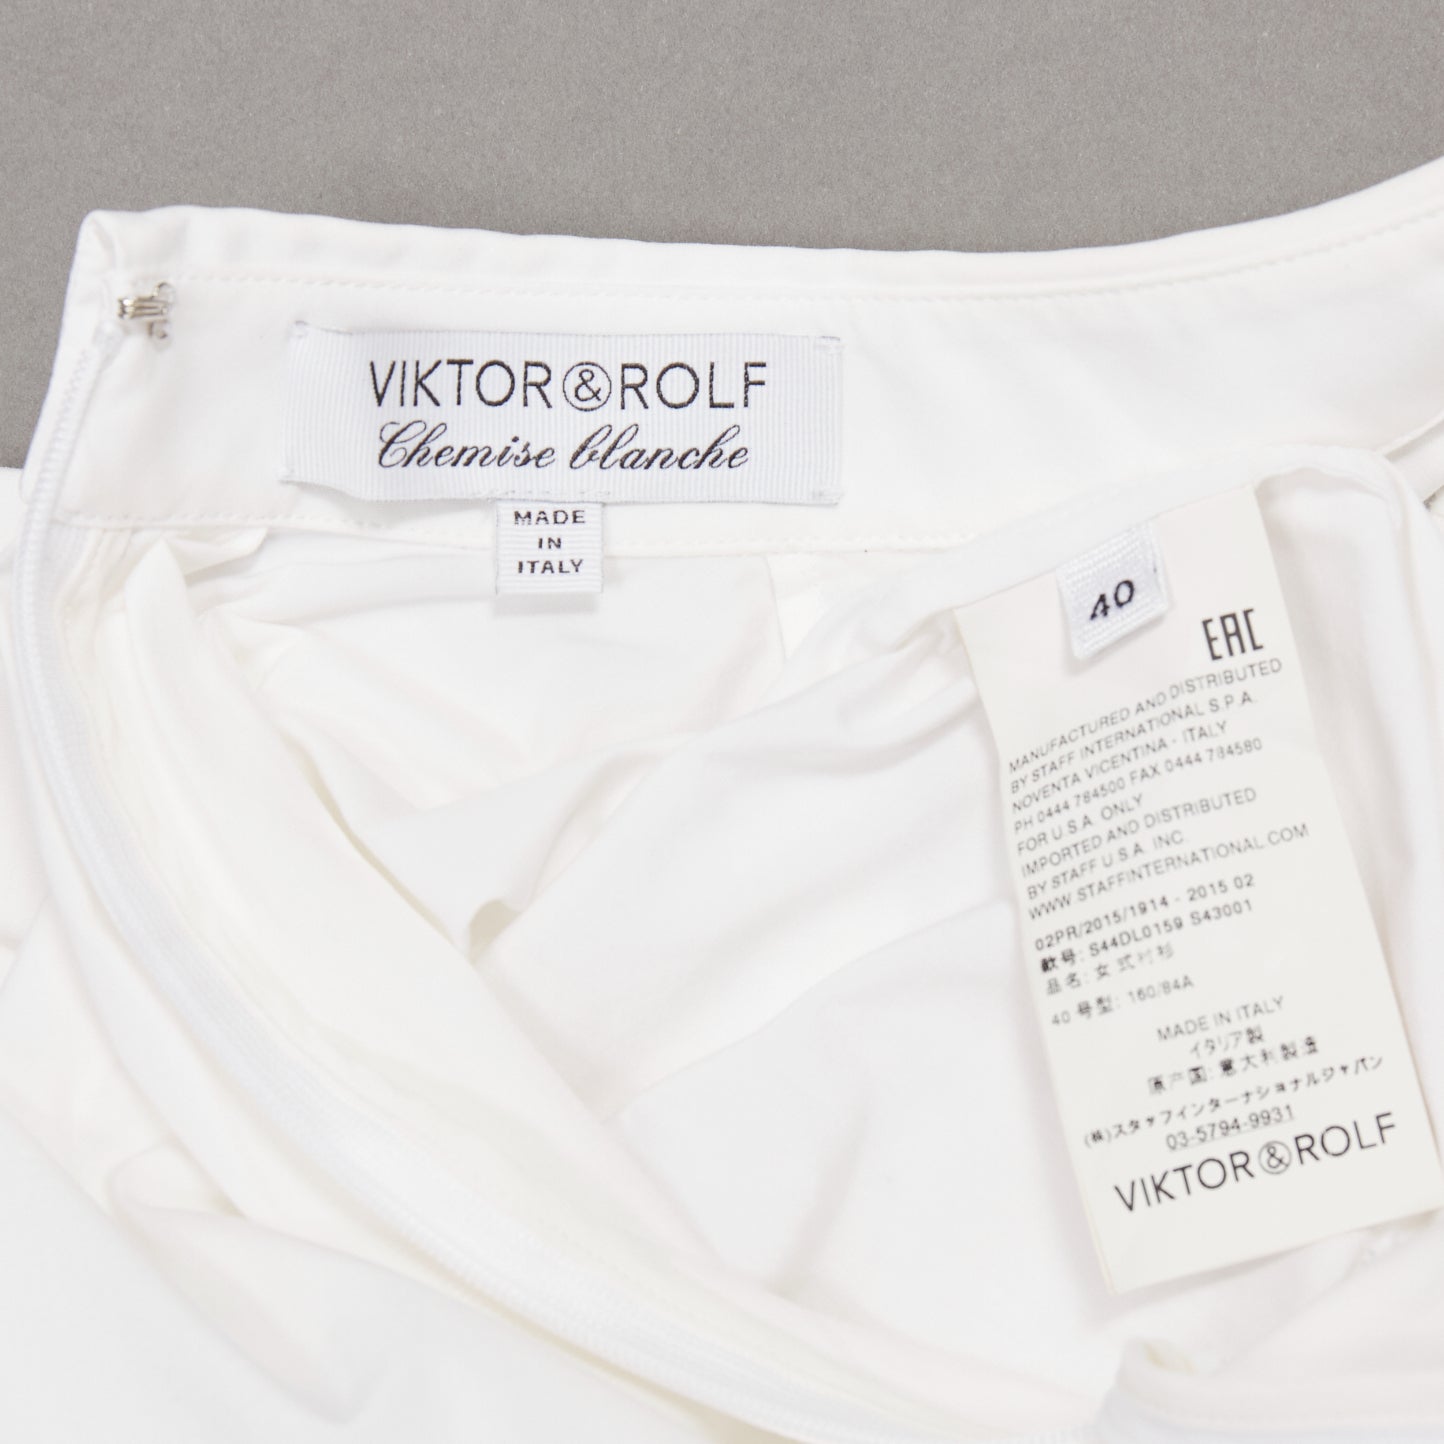 VIKTOR&ROLF
Chemise blanche
MADE
IN
ITALY
40
EAC
MANUFACTURED AND DISTRIBUTED
BY STAFF INTERNATIONAL S.P.A.
NOVENTA VICENTINA - ITALY
PH 0444 784500 FAX 0444 784580
FOR U.S.A. ONLY
IMPORTED AND DISTRIBUTED
BY STAFF U.S.A. INC.
WWW.STAFFINTERNATIONAL.COM
02PR/2015/1914 - 2015 02
款号: S44DL0159 S43001
品名: 女式衬衫
40 号型: 160/84A
MADE IN ITALY
イタリア製
原产国: 意大利製造
(株)スタッフインターナショナルジャパン
03-5794-9931
VIKTOR&ROLF